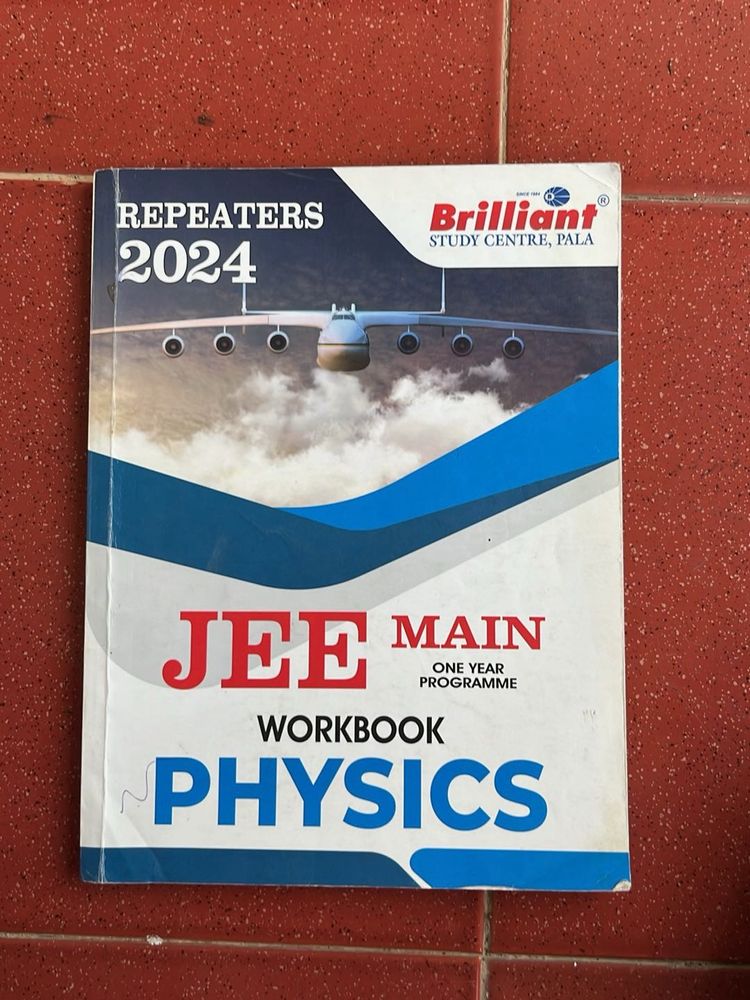 REPEATERS
2024
SINCE 1984
Brilliant®
STUDY CENTRE, PALA
JEE MAIN
ONE YEAR
PROGRAMME
WORKBOOK
PHYSICS